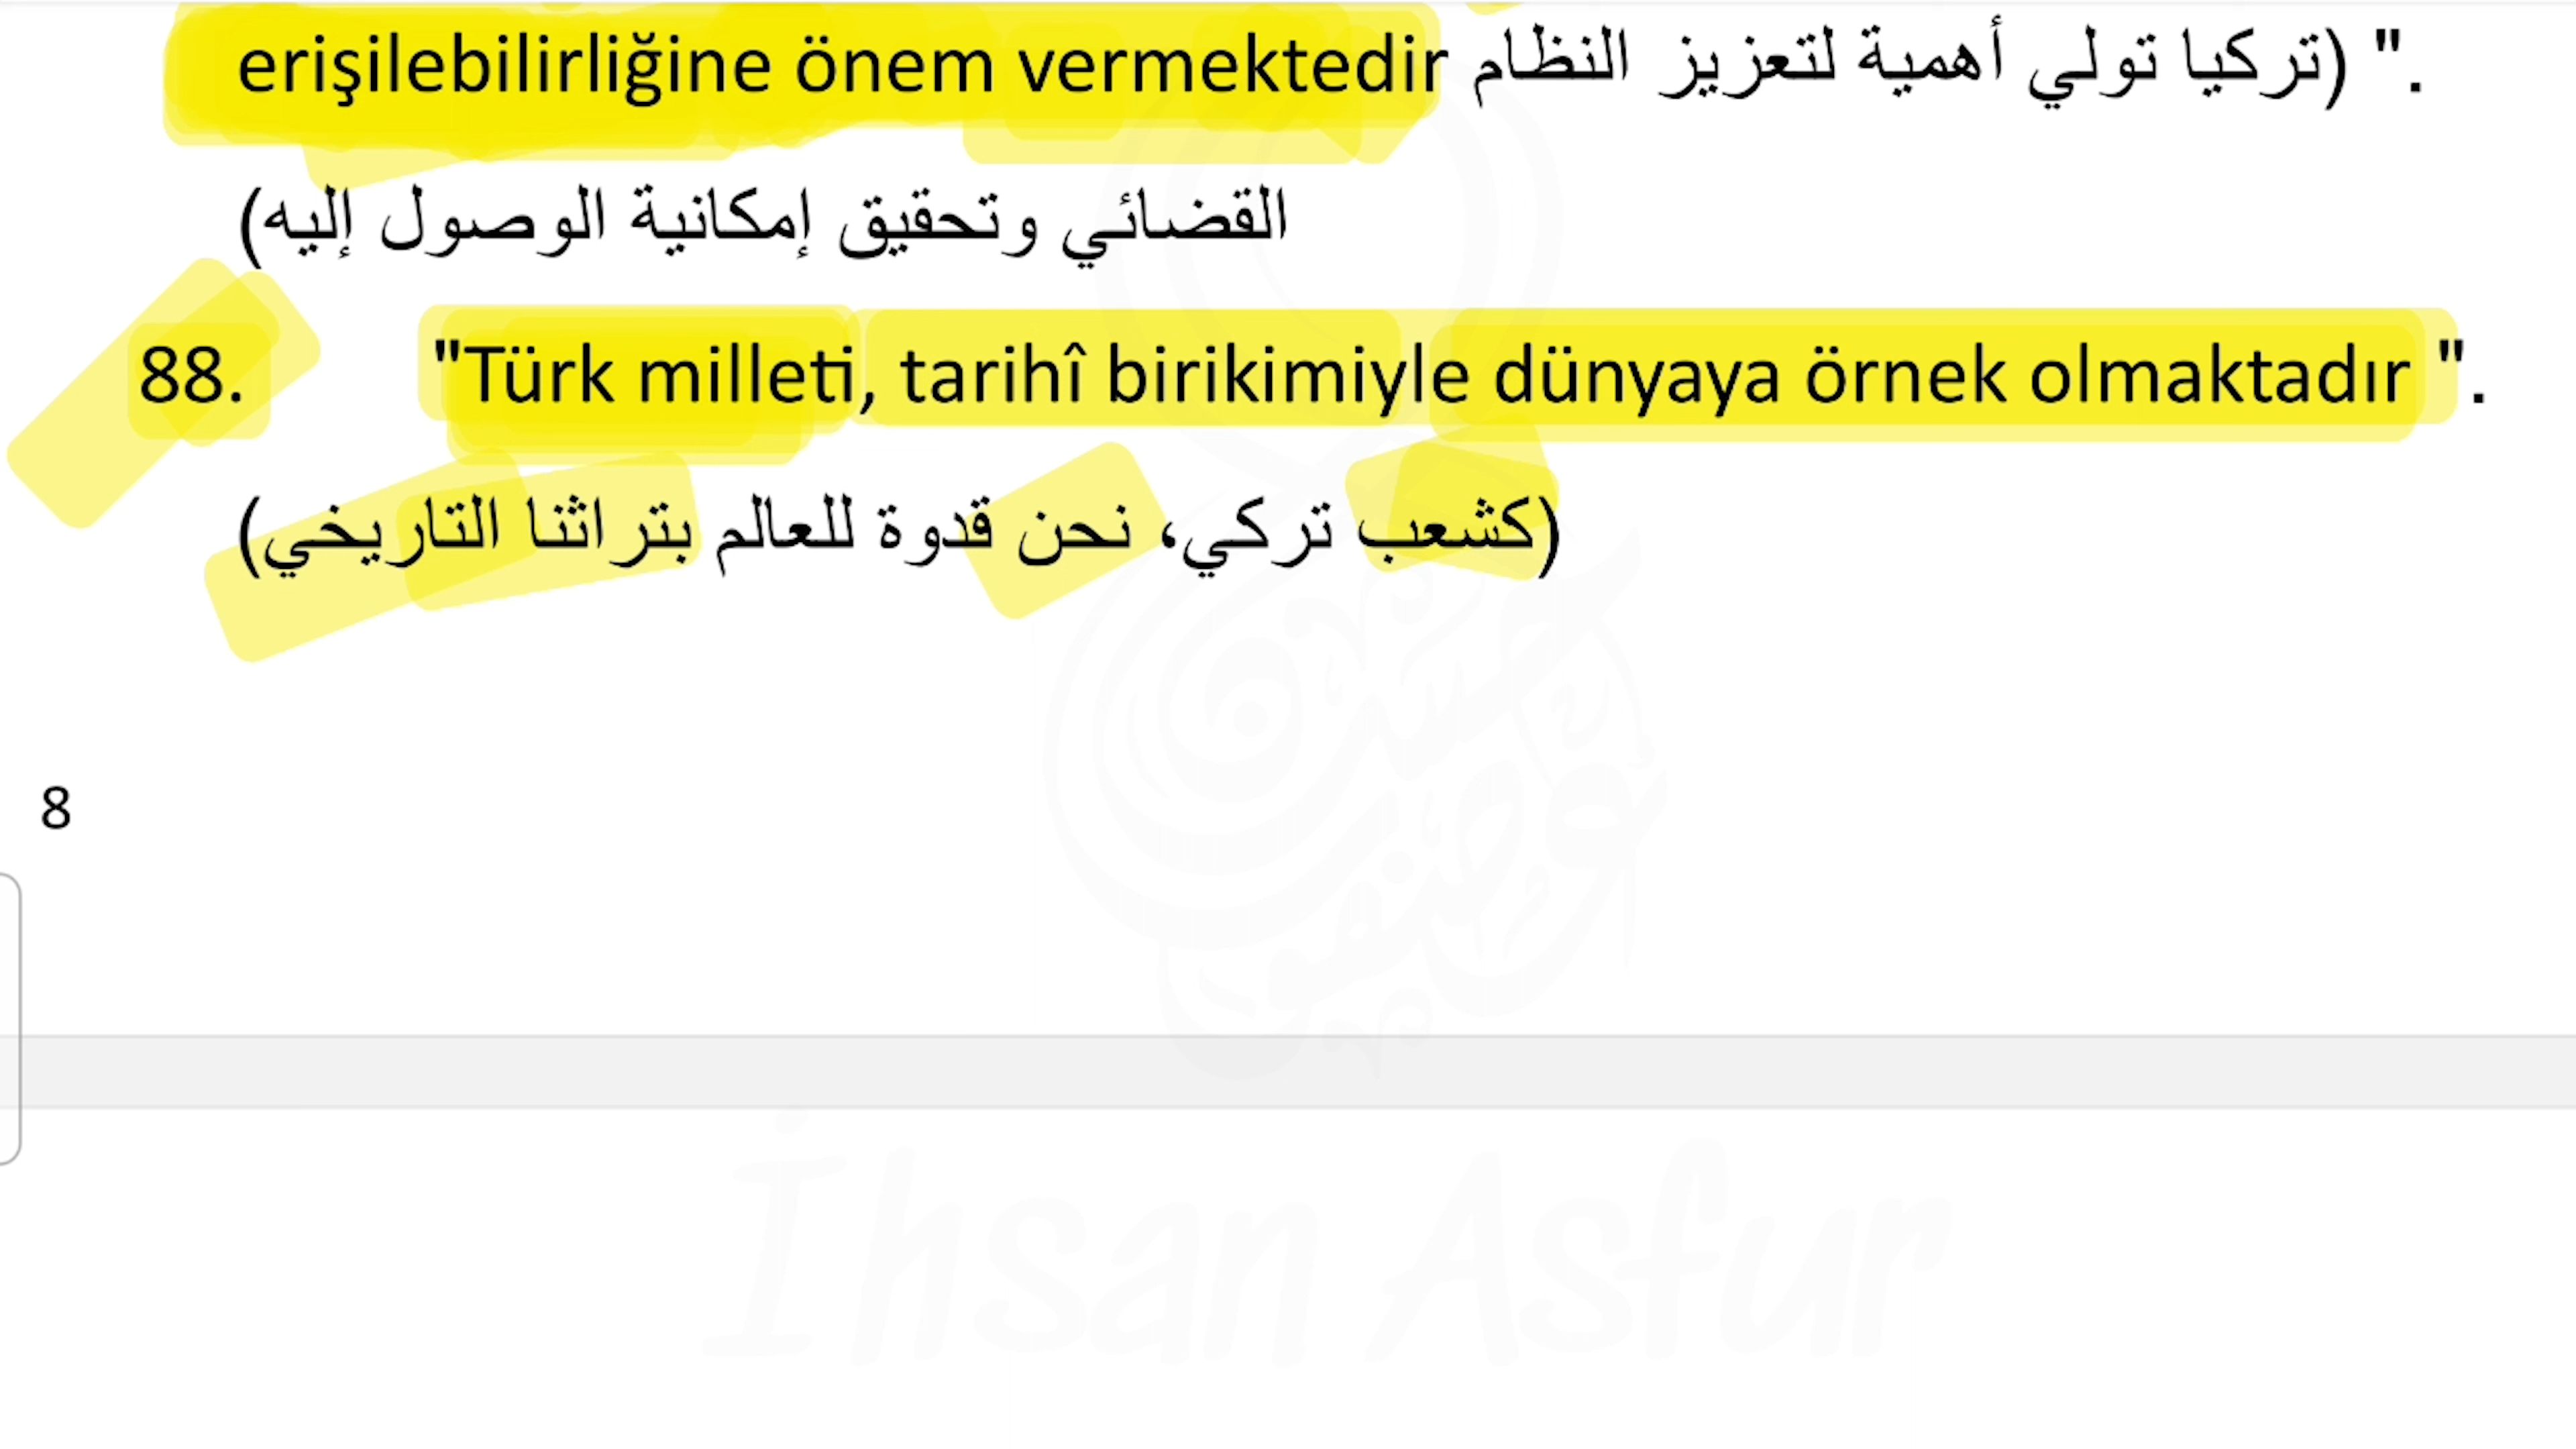 erişilebilirliğine önem vermektedir تركيا تولي أهمية لتعزيز النظام) ".
القضائي وتحقيق إمكانية الوصول إليه)
88. "Türk milleti, tarihî birikimiyle dünyaya örnek olmaktadır ".
(كشعب تركي، نحن قدوة للعالم بتراثنا التاريخي)
8
İhsan Asfur